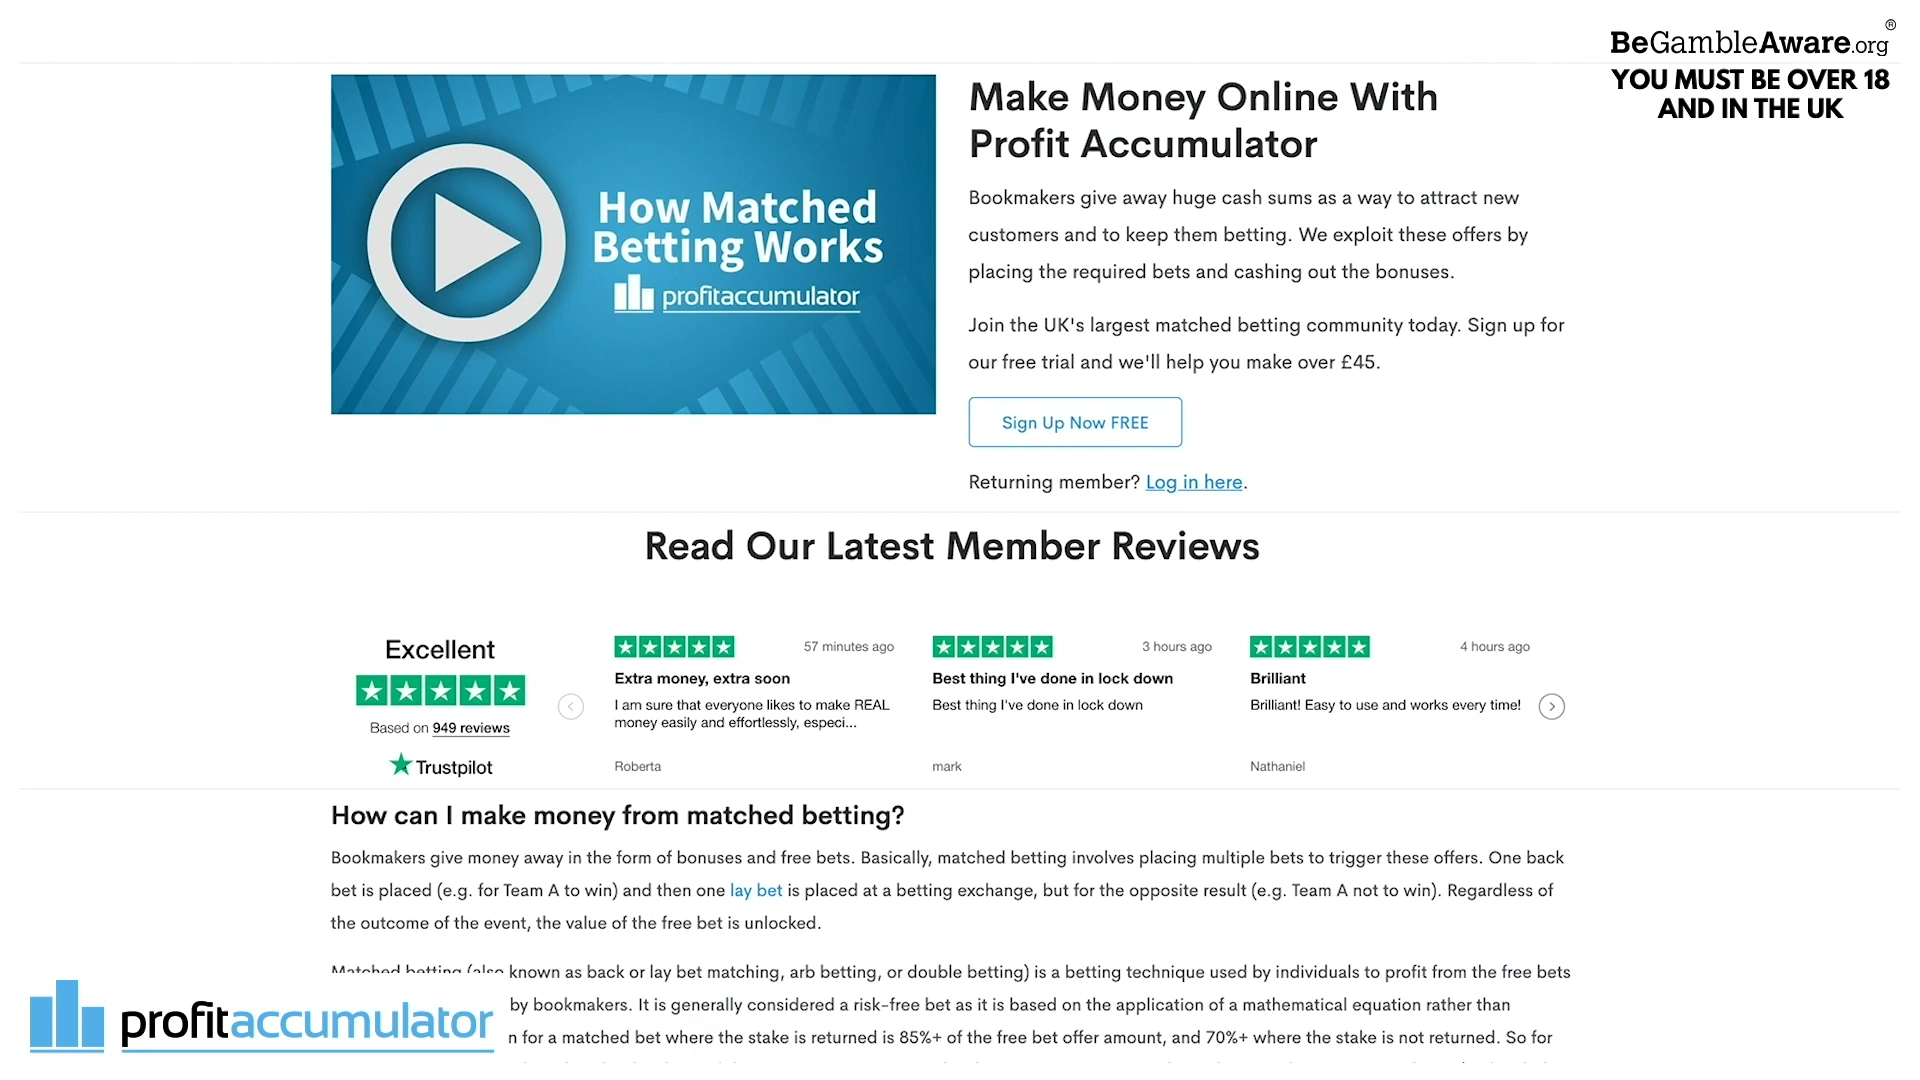 BeGambleAware.org®
YOU MUST BE OVER 18
AND IN THE UK
How Matched
Betting Works
profitaccumulator
Make Money Online With
Profit Accumulator
Bookmakers give away huge cash sums as a way to attract new
customers and to keep them betting. We exploit these offers by
placing the required bets and cashing out the bonuses.
Join the UK's largest matched betting community today. Sign up for
our free trial and we'll help you make over £45.
Sign Up Now FREE
Returning member? Log in here.
Read Our Latest Member Reviews
Excellent
Based on 949 reviews
Trustpilot
57 minutes ago
Extra money, extra soon
I am sure that everyone likes to make REAL
money easily and effortlessly, especi...
Roberta
3 hours ago
Best thing I've done in lock down
Best thing I've done in lock down
mark
4 hours ago
Brilliant
Brilliant! Easy to use and works every time!
Nathaniel
How can I make money from matched betting?
Bookmakers give money away in the form of bonuses and free bets. Basically, matched betting involves placing multiple bets to trigger these offers. One back
bet is placed (e.g. for Team A to win) and then one lay bet is placed at a betting exchange, but for the opposite result (e.g. Team A not to win). Regardless of
the outcome of the event, the value of the free bet is unlocked.
Matched betting (also known as back or lay bet matching, arb betting, or double betting) is a betting technique used by individuals to profit from the free bets
by bookmakers. It is generally considered a risk-free bet as it is based on the application of a mathematical equation rather than
n for a matched bet where the stake is returned is 85%+ of the free bet offer amount, and 70%+ where the stake is not returned. So for
profitaccumulator